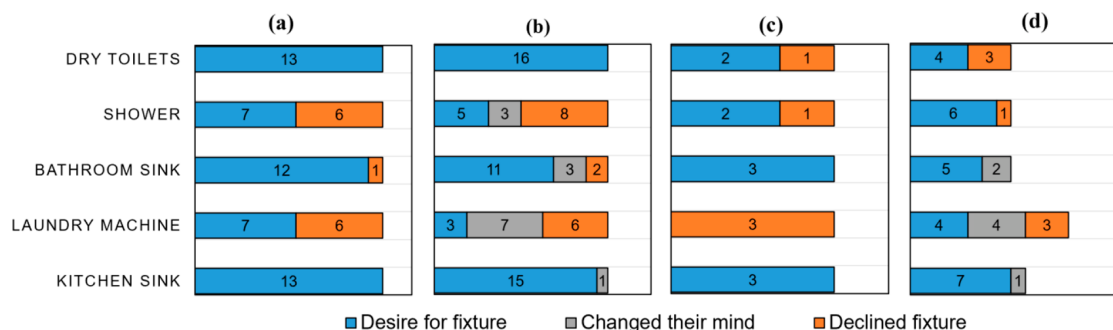 (a) (b) (c) (d)
DRY TOILETS 13 16 2 1 4 3
SHOWER 7 6 5 3 8 2 1 6 1
BATHROOM SINK 12 1 11 3 2 3 5 2
LAUNDRY MACHINE 7 6 3 7 6 3 4 4 3
KITCHEN SINK 13 15 1 3 7 1
Desire for fixture Changed their mind Declined fixture